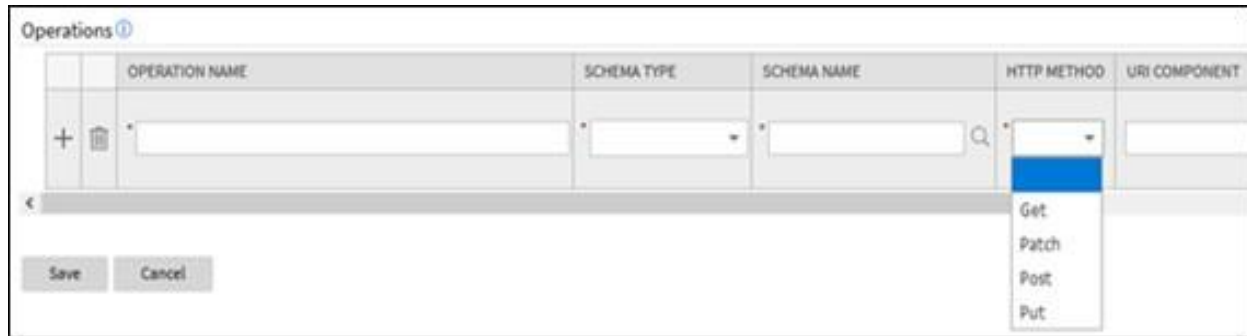 Operations
OPERATION NAME SCHEMA TYPE SCHEMA NAME HTTP METHOD URI COMPONENT
* * * *
Get
Patch
Post
Put
Save Cancel